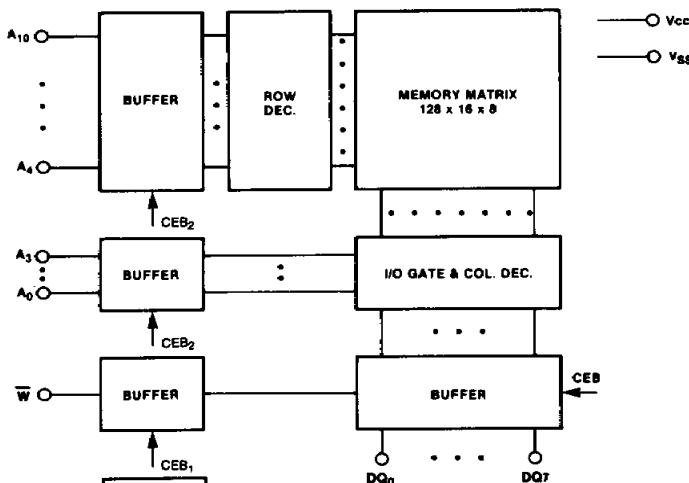 A10
BUFFER
ROW
DEC.
MEMORY MATRIX
128 x 16 x 8
Vcc
VSS
A4
CEB2
A3
BUFFER
I/O GATE & COL. DEC.
A0
CEB2
W
BUFFER
BUFFER
CEB
CEB1
DQ0
DQ7